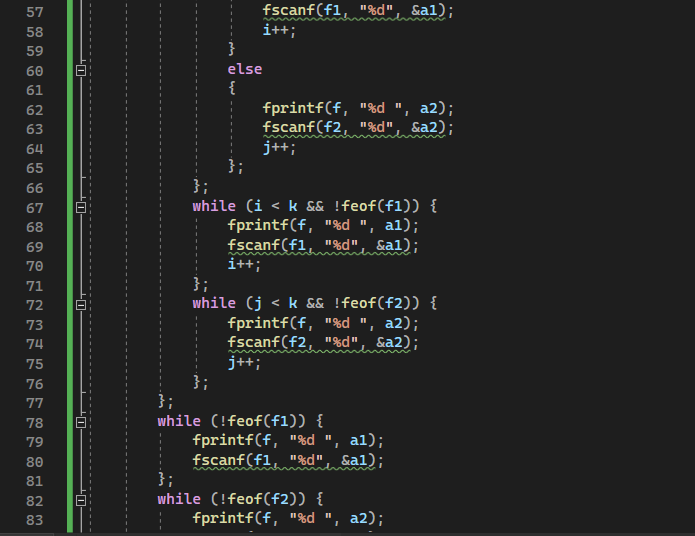 57 fscanf(f1, "%d", &a1);
58 i++;
59 }
60 else
61 {
62 fprintf(f, "%d ", a2);
63 fscanf(f2, "%d", &a2);
64 j++;
65 };
66 };
67 while (i < k && !feof(f1)) {
68 fprintf(f, "%d ", a1);
69 fscanf(f1, "%d", &a1);
70 i++;
71 };
72 while (j < k && !feof(f2)) {
73 fprintf(f, "%d ", a2);
74 fscanf(f2, "%d", &a2);
75 j++;
76 };
77 };
78 while (!feof(f1)) {
79 fprintf(f, "%d ", a1);
80 fscanf(f1, "%d", &a1);
81 };
82 while (!feof(f2)) {
83 fprintf(f, "%d ", a2);